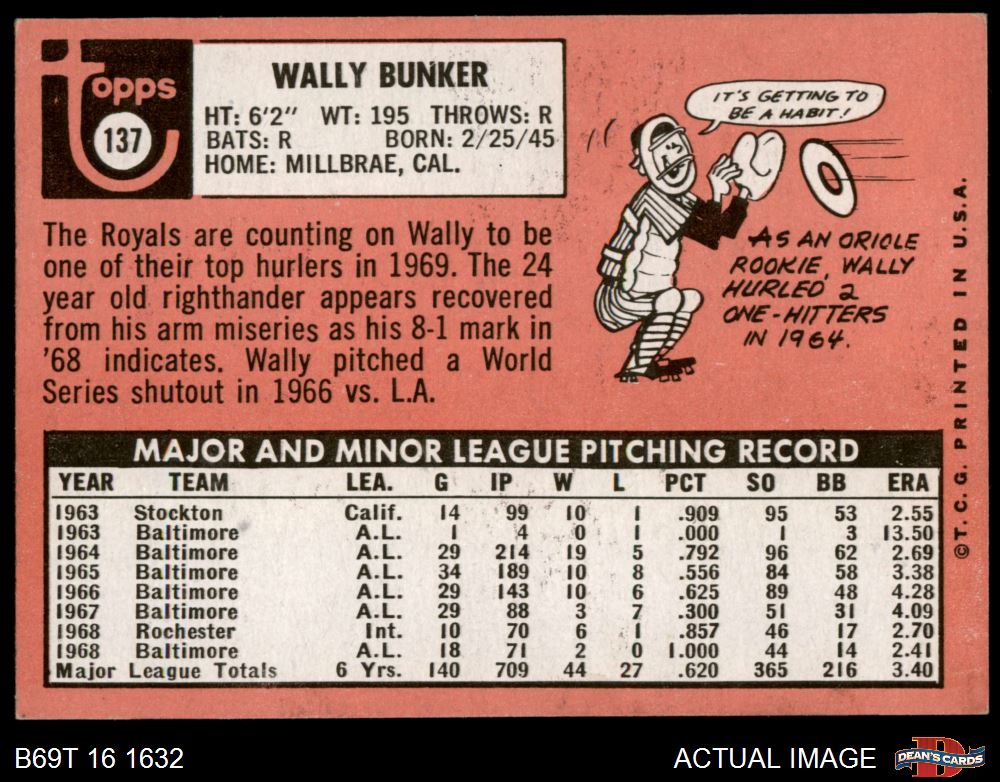 topps
137
WALLY BUNKER
HT: 6'2" WT: 195 THROWS: R
BATS: R BORN: 2/25/45
HOME: MILLBRAE, CAL.
The Royals are counting on Wally to be
one of their top hurlers in 1969. The 24
year old righthander appears recovered
from his arm miseries as his 8-1 mark in
'68 indicates. Wally pitched a World
Series shutout in 1966 vs. L.A.
IT'S GETTING TO
BE A HABIT!
AS AN ORIOLE
ROOKIE, WALLY
HURLED 2
ONE-HITTERS
IN 1964.
©T.C.G. PRINTED IN U.S.A.
MAJOR AND MINOR LEAGUE PITCHING RECORD
YEAR TEAM LEA. G IP W L PCT SO BB ERA
1963 Stockton Calif. 14 99 10 1 .909 95 53 2.55
1963 Baltimore A.L. 1 4 0 1 .000 1 3 13.50
1964 Baltimore A.L. 29 214 19 5 .792 96 62 2.69
1965 Baltimore A.L. 34 189 10 8 .556 84 58 3.38
1966 Baltimore A.L. 29 143 10 6 .625 89 48 4.28
1967 Baltimore A.L. 29 88 3 7 .300 51 31 4.09
1968 Rochester Int. 10 70 6 1 .857 46 17 2.70
1968 Baltimore A.L. 18 71 2 0 1.000 44 14 2.41
Major League Totals 6 Yrs. 140 709 44 27 .620 365 216 3.40
B69T 16 1632
ACTUAL IMAGE
D
DEAN'S CARDS